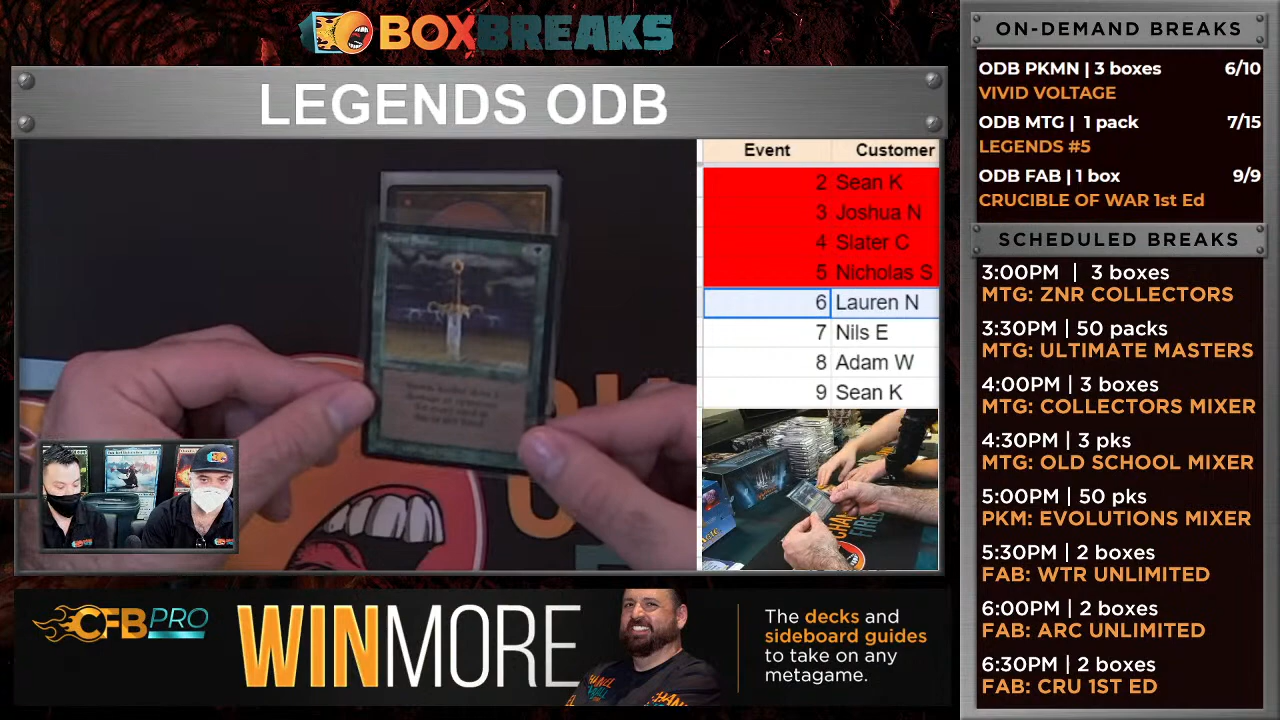 BOXBREAKS
LEGENDS ODB
Event Customer
2 Sean K
3 Joshua N
4 Slater C
5 Nicholas S
6 Lauren N
7 Nils E
8 Adam W
9 Sean K
CFB PRO
WINMORE
The decks and
sideboard guides
to take on any
metagame.
ON-DEMAND BREAKS
ODB PKMN | 3 boxes 6/10
VIVID VOLTAGE
ODB MTG | 1 pack 7/15
LEGENDS #5
ODB FAB | 1 box 9/9
CRUCIBLE OF WAR 1st Ed
SCHEDULED BREAKS
3:00PM | 3 boxes
MTG: ZNR COLLECTORS
3:30PM | 50 packs
MTG: ULTIMATE MASTERS
4:00PM | 3 boxes
MTG: COLLECTORS MIXER
4:30PM | 3 pks
MTG: OLD SCHOOL MIXER
5:00PM | 50 pks
PKM: EVOLUTIONS MIXER
5:30PM | 2 boxes
FAB: WTR UNLIMITED
6:00PM | 2 boxes
FAB: ARC UNLIMITED
6:30PM | 2 boxes
FAB: CRU 1ST ED